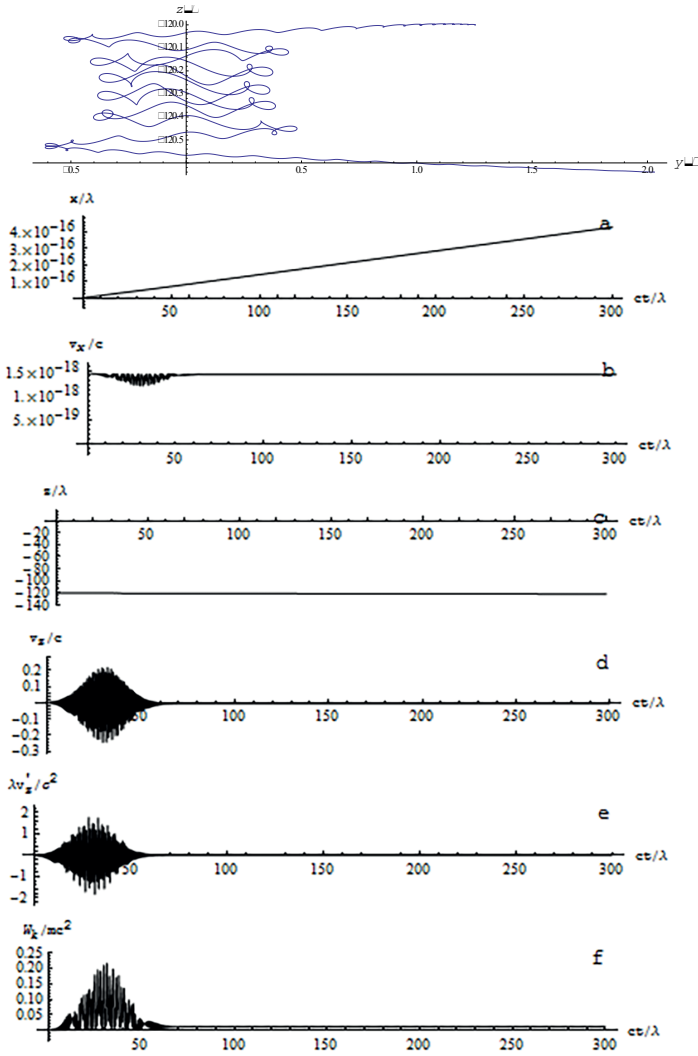 z
120.0
120.1
120.2
120.3
120.4
120.5
0.5 0.5 1.0 1.5 2.0 y
x/λ
a
4.×10⁻¹⁶
3.×10⁻¹⁶
2.×10⁻¹⁶
1.×10⁻¹⁶
50 100 150 200 250 300 ct/λ
vₓ/c
b
1.5×10⁻¹⁸
1.×10⁻¹⁸
5.×10⁻¹⁹
50 100 150 200 250 300 ct/λ
z/λ
c
50 100 150 200 250 300 ct/λ
-20
-40
-60
-80
-100
-120
-140
v_z/c
d
0.2
0.1
50 100 150 200 250 300 ct/λ
-0.1
-0.2
-0.3
λv_z'/c²
e
2
1
50 100 150 200 250 300 ct/λ
-1
-2
W_k/mc²
f
0.25
0.20
0.15
0.10
0.05
50 100 150 200 250 300 ct/λ